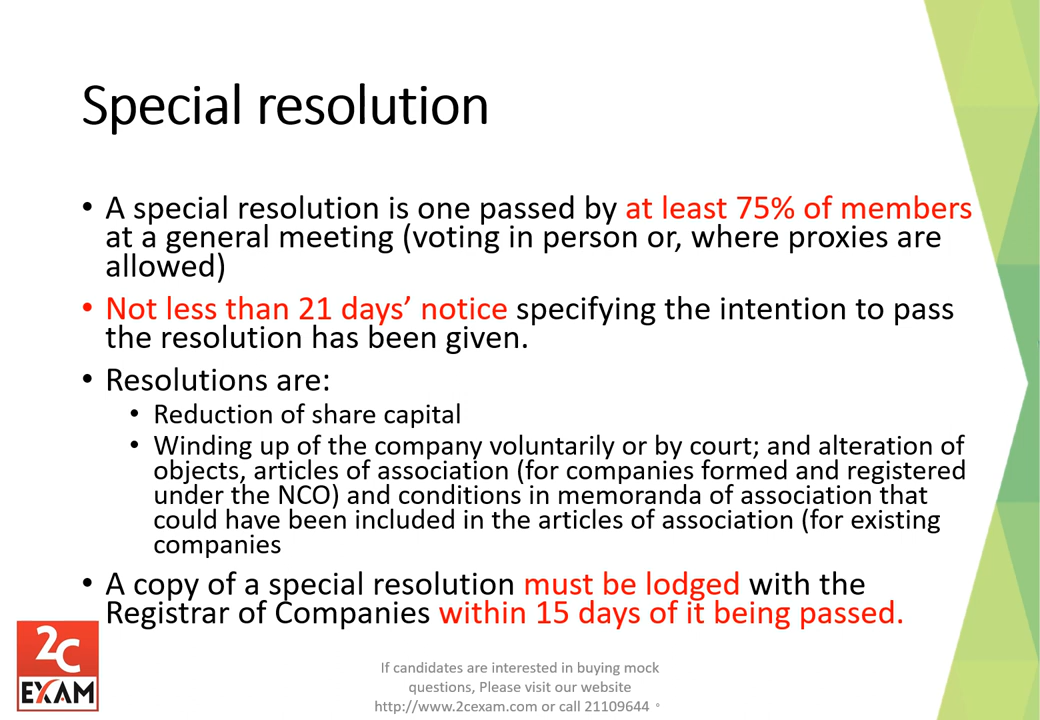 Special resolution
• A special resolution is one passed by at least 75% of members
at a general meeting (voting in person or, where proxies are
allowed)
• Not less than 21 days’ notice specifying the intention to pass
the resolution has been given.
• Resolutions are:
• Reduction of share capital
• Winding up of the company voluntarily or by court; and alteration of
objects, articles of association (for companies formed and registered
under the NCO) and conditions in memoranda of association that
could have been included in the articles of association (for existing
companies
• A copy of a special resolution must be lodged with the
Registrar of Companies within 15 days of it being passed.
2C
EXAM
If candidates are interested in buying mock
questions, Please visit our website
http://www.2cexam.com or call 21109644 。